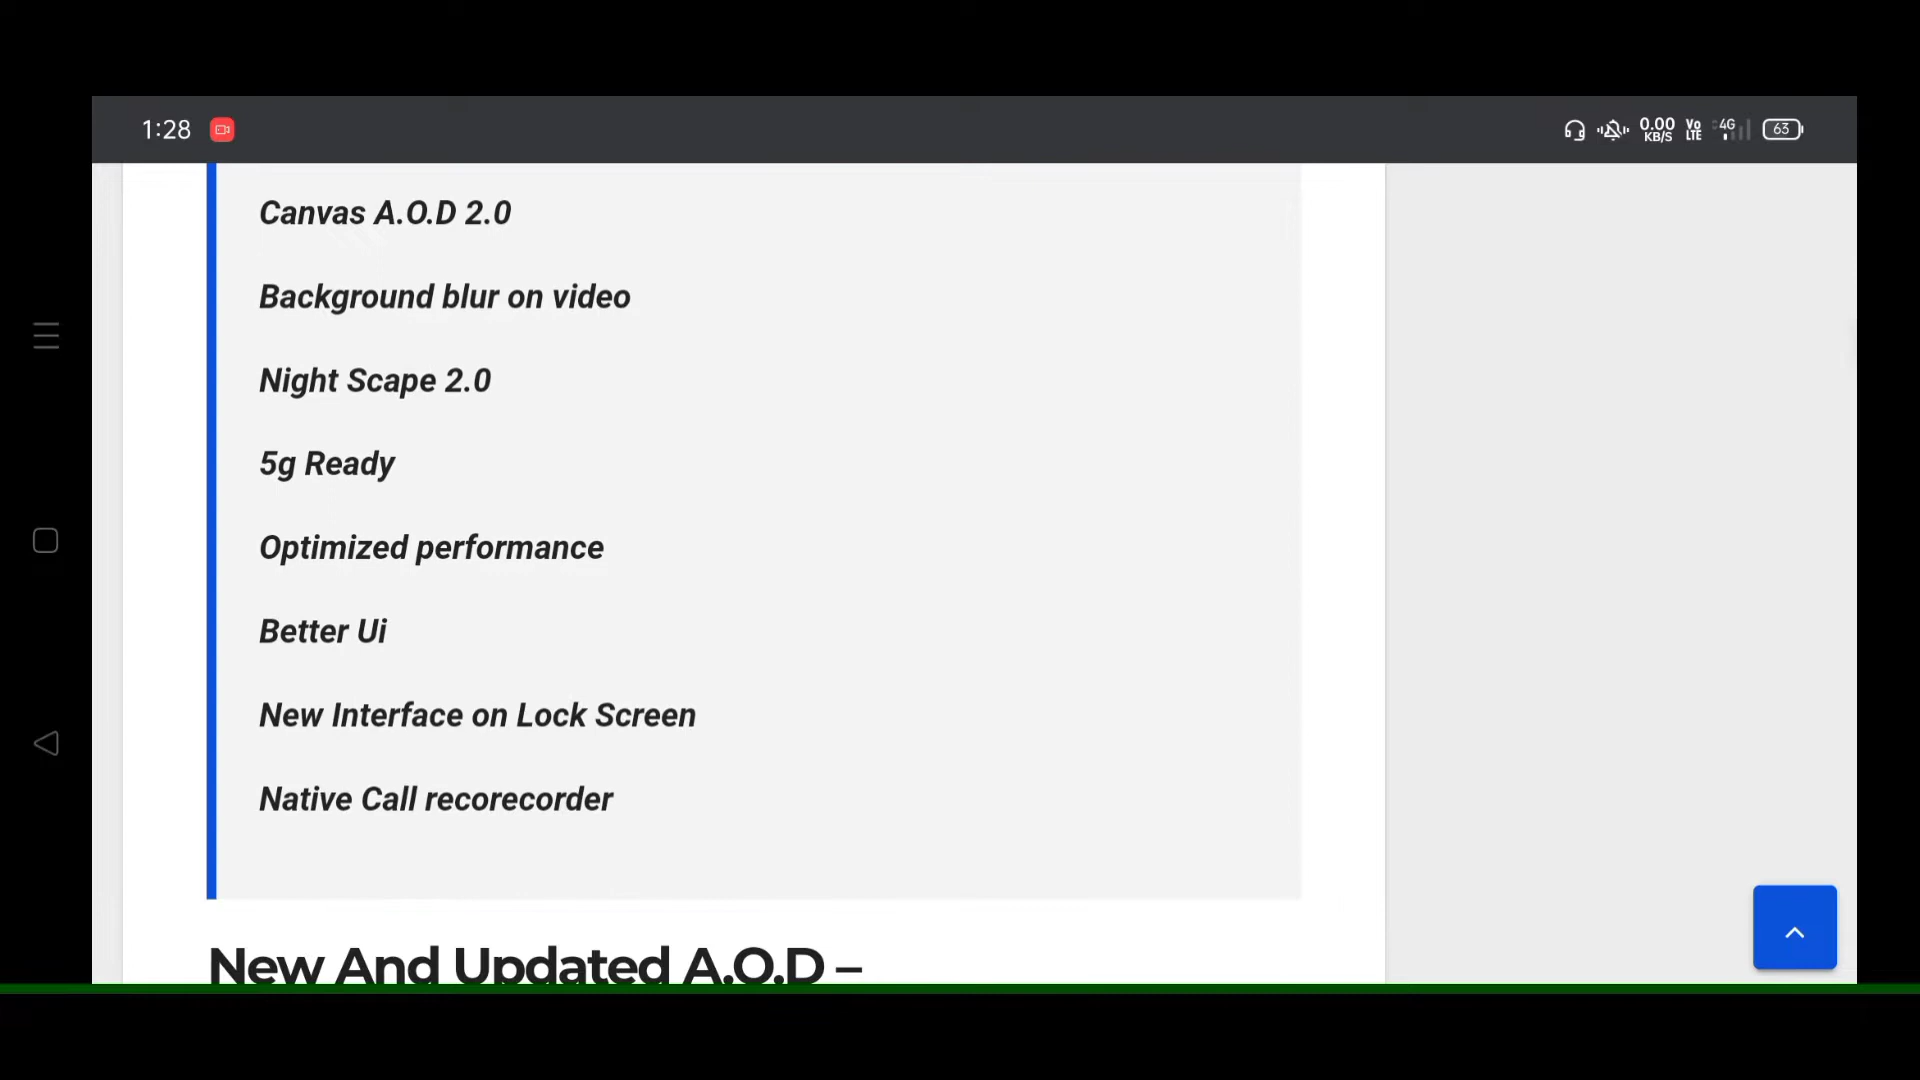 1:28
0.00
KB/S
Vo
LTE
4G
63
Canvas A.O.D 2.0
Background blur on video
Night Scape 2.0
5g Ready
Optimized performance
Better Ui
New Interface on Lock Screen
Native Call recorecorder
New And Updated A.O.D –